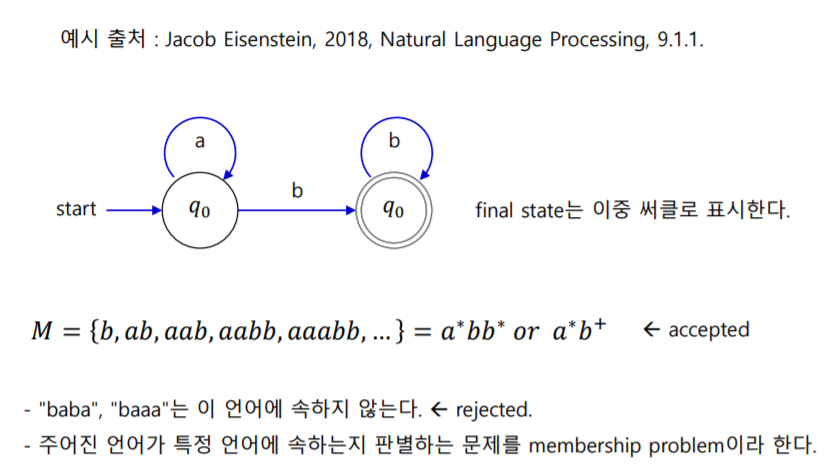 예시 출처 : Jacob Eisenstein, 2018, Natural Language Processing, 9.1.1.
a
b
start
q₀
b
q₀
final state는 이중 써클로 표시한다.
M = {b, ab, aab, aabb, aaabb, … } = a*bb* or a*b⁺ ← accepted
- "baba", "baaa"는 이 언어에 속하지 않는다. ← rejected.
- 주어진 언어가 특정 언어에 속하는지 판별하는 문제를 membership problem이라 한다.